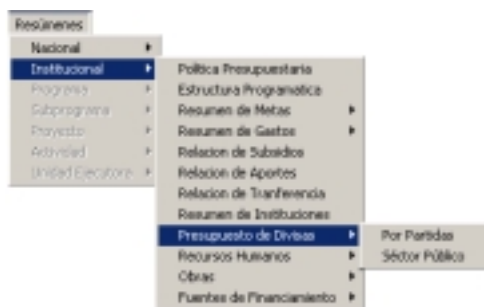 Resúmenes
Nacional
Institucional
Programa
Subprograma
Proyecto
Actividad
Unidad Ejecutora
Política Presupuestaria
Estructura Programatica
Resumen de Metas
Resumen de Gastos
Relacion de Subsidios
Relacion de Aportes
Relacion de Tranferencia
Resumen de Instituciones
Presupuesto de Divisas
Recursos Humanos
Obras
Fuentes de Financiamiento
Por Partidas
Séctor Público